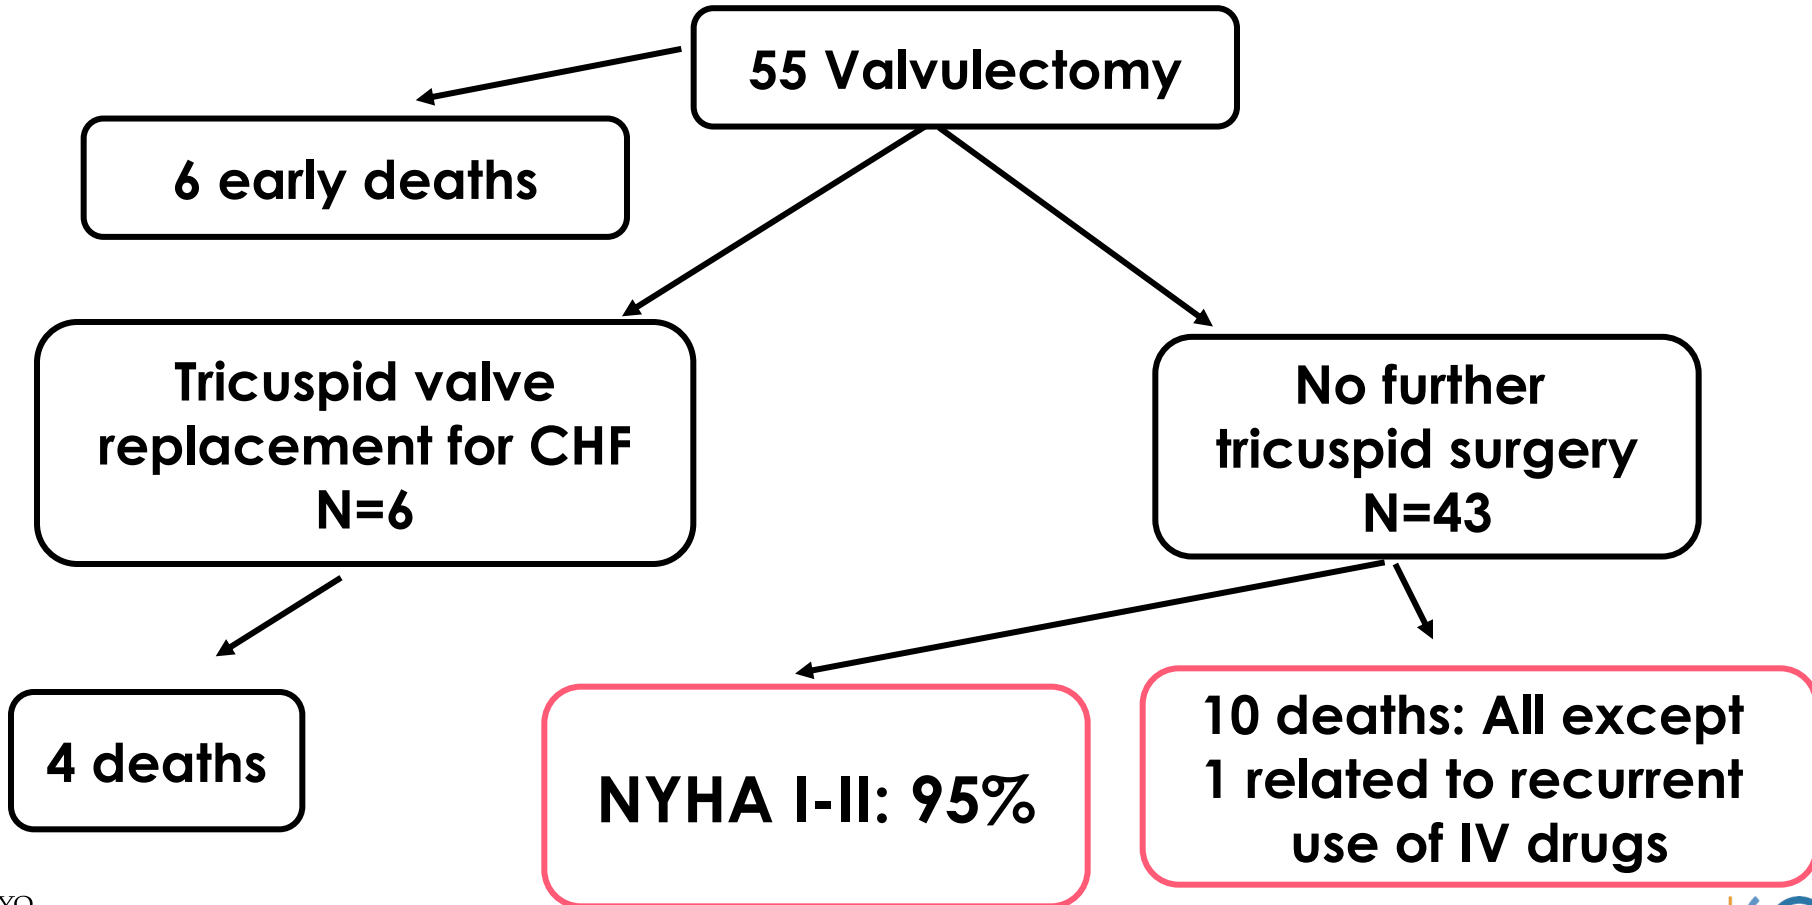 55 Valvulectomy
6 early deaths
Tricuspid valve
replacement for CHF
N=6
No further
tricuspid surgery
N=43
4 deaths
NYHA I-II: 95%
10 deaths: All except
1 related to recurrent
use of IV drugs